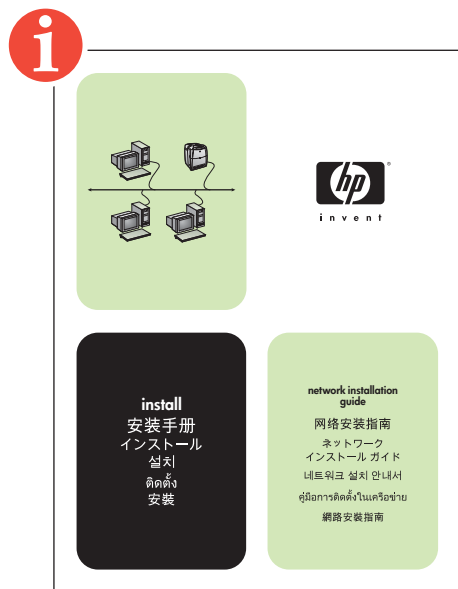 i
hp
®
invent
install
安装手册
インストール
설치
ติดตั้ง
安裝
network installation
guide
网络安装指南
ネットワーク
インストール ガイド
네트워크 설치 안내서
คู่มือการติดตั้งในเครือข่าย
網路安裝指南